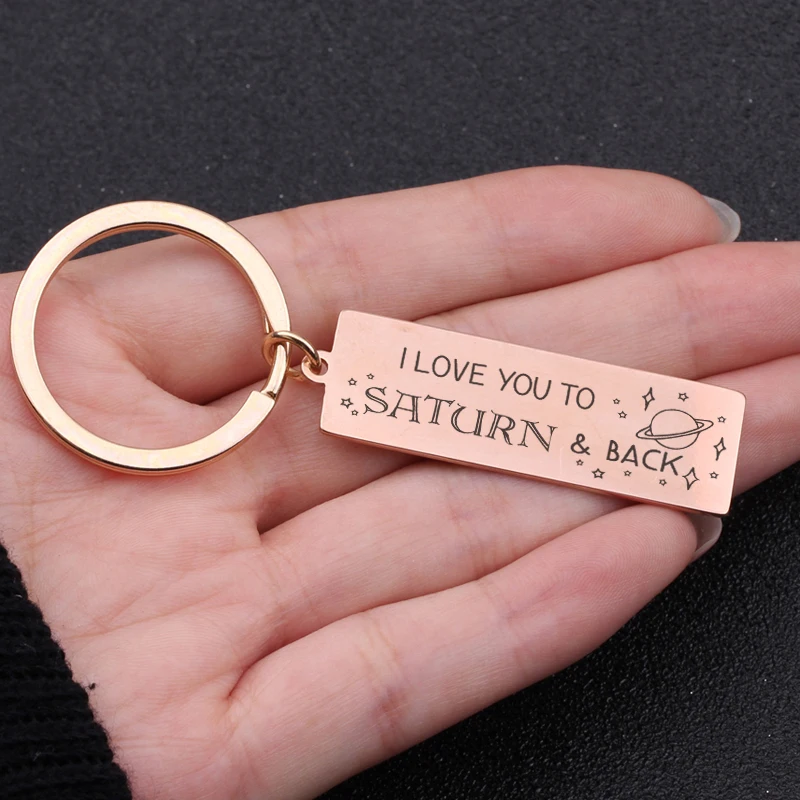 I LOVE YOU TO
SATURN & BACK